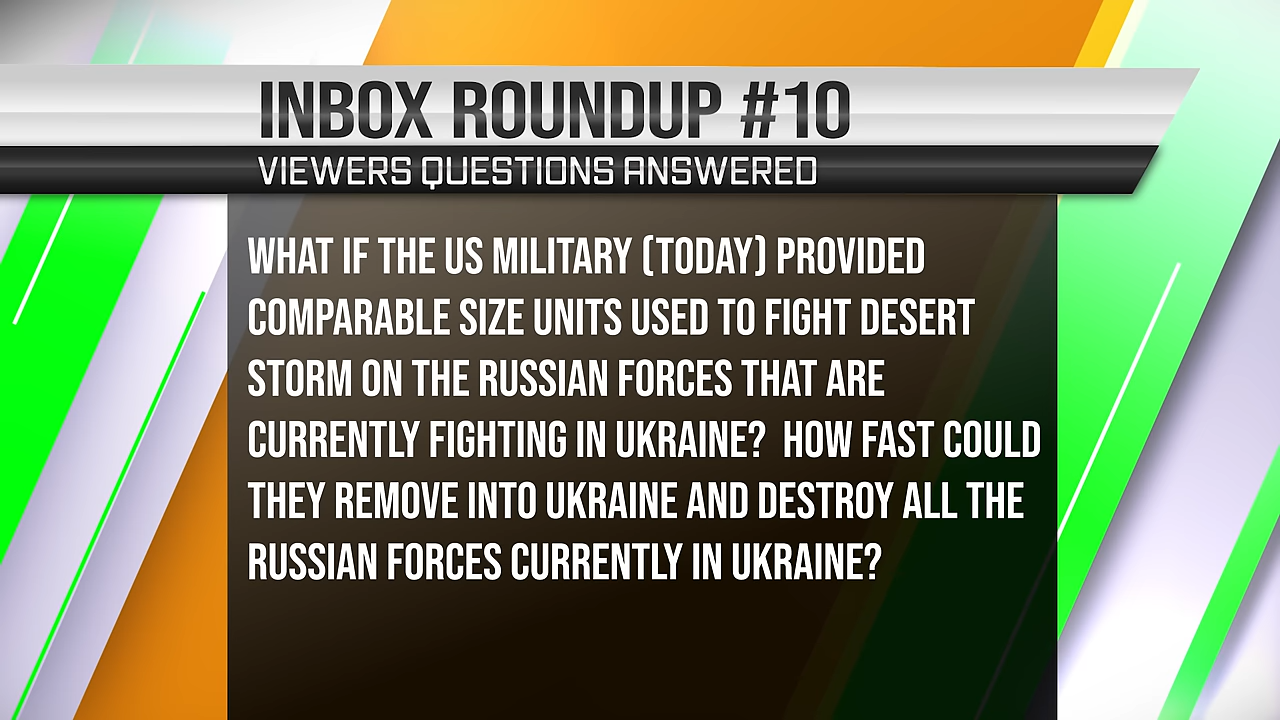 INBOX ROUNDUP #10
VIEWERS QUESTIONS ANSWERED
WHAT IF THE US MILITARY (TODAY) PROVIDED
COMPARABLE SIZE UNITS USED TO FIGHT DESERT
STORM ON THE RUSSIAN FORCES THAT ARE
CURRENTLY FIGHTING IN UKRAINE? HOW FAST COULD
THEY REMOVE INTO UKRAINE AND DESTROY ALL THE
RUSSIAN FORCES CURRENTLY IN UKRAINE?